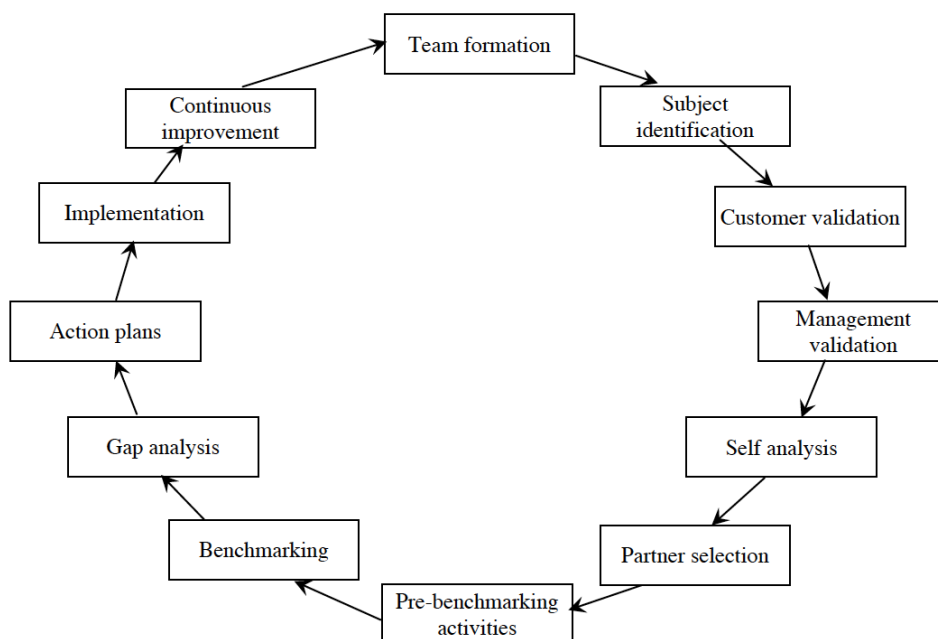 Team formation
Subject
identification
Customer validation
Management
validation
Self analysis
Partner selection
Pre-benchmarking
activities
Benchmarking
Gap analysis
Action plans
Implementation
Continuous
improvement